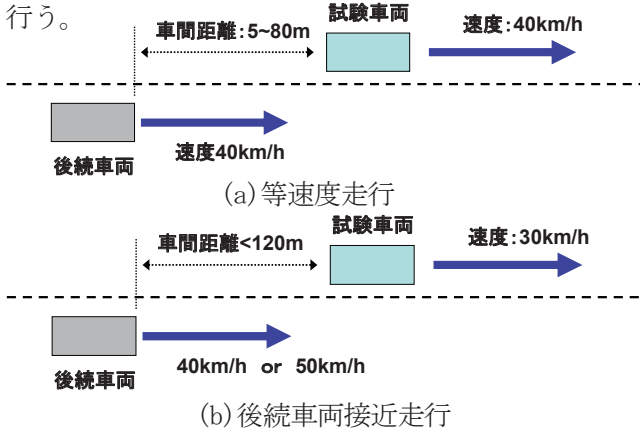 行う。
試験車両
車間距離:5~80m
速度:40km/h
後続車両
速度40km/h
(a)等速度走行
試験車両
車間距離<120m
速度:30km/h
後続車両
40km/h or 50km/h
(b)後続車両接近走行